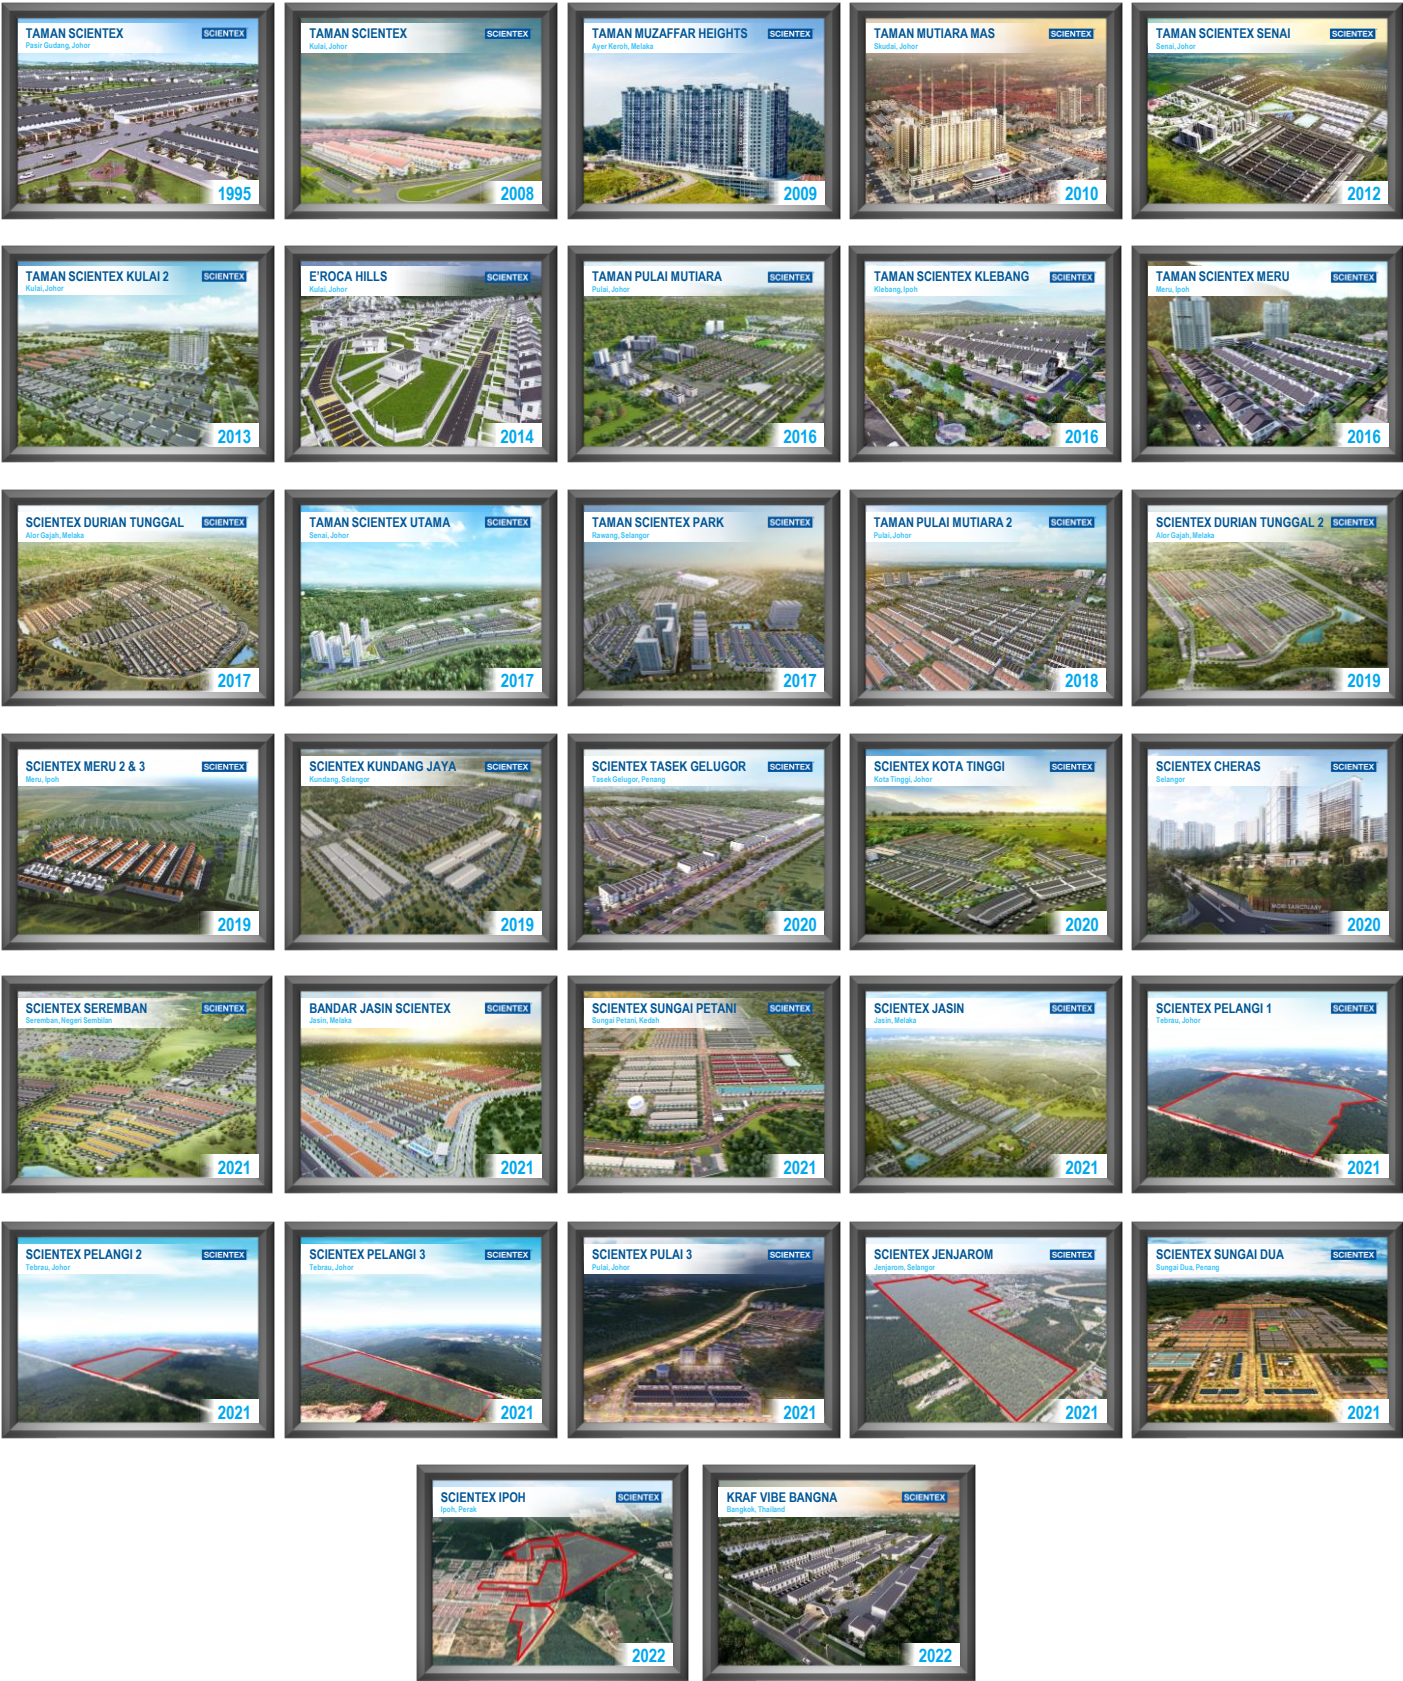 TAMAN SCIENTEX
SCIENTEX
Pasir Gudang, Johor
1995
TAMAN SCIENTEX
SCIENTEX
Kulai, Johor
2008
TAMAN MUZAFFAR HEIGHTS
SCIENTEX
Ayer Keroh, Melaka
2009
TAMAN MUTIARA MAS
SCIENTEX
Skudai, Johor
2010
TAMAN SCIENTEX SENAI
SCIENTEX
Senai, Johor
2012
TAMAN SCIENTEX KULAI 2
SCIENTEX
Kulai, Johor
2013
E'ROCA HILLS
SCIENTEX
Kulai, Johor
2014
TAMAN PULAI MUTIARA
SCIENTEX
Pulai, Johor
2016
TAMAN SCIENTEX KLEBANG
SCIENTEX
Klebang, Ipoh
2016
TAMAN SCIENTEX MERU
SCIENTEX
Meru, Ipoh
2016
SCIENTEX DURIAN TUNGGAL
SCIENTEX
Alor Gajah, Melaka
2017
TAMAN SCIENTEX UTAMA
SCIENTEX
Senai, Johor
2017
TAMAN SCIENTEX PARK
SCIENTEX
Rawang, Selangor
2017
TAMAN PULAI MUTIARA 2
SCIENTEX
Pulai, Johor
2018
SCIENTEX DURIAN TUNGGAL 2
SCIENTEX
Alor Gajah, Melaka
2019
SCIENTEX MERU 2 & 3
SCIENTEX
Meru, Ipoh
2019
SCIENTEX KUNDANG JAYA
SCIENTEX
Kundang, Selangor
2019
SCIENTEX TASEK GELUGOR
SCIENTEX
Tasek Gelugor, Penang
2020
SCIENTEX KOTA TINGGI
SCIENTEX
Kota Tinggi, Johor
2020
SCIENTEX CHERAS
SCIENTEX
Selangor
MORI SANCTUARY
2020
SCIENTEX SEREMBAN
SCIENTEX
Seremban, Negeri Sembilan
2021
BANDAR JASIN SCIENTEX
SCIENTEX
Jasin, Melaka
2021
SCIENTEX SUNGAI PETANI
SCIENTEX
Sungai Petani, Kedah
2021
SCIENTEX JASIN
SCIENTEX
Jasin, Melaka
2021
SCIENTEX PELANGI 1
SCIENTEX
Tebrau, Johor
2021
SCIENTEX PELANGI 2
SCIENTEX
Tebrau, Johor
2021
SCIENTEX PELANGI 3
SCIENTEX
Tebrau, Johor
2021
SCIENTEX PULAI 3
SCIENTEX
Pulai, Johor
2021
SCIENTEX JENJAROM
SCIENTEX
Jenjarom, Selangor
2021
SCIENTEX SUNGAI DUA
SCIENTEX
Sungai Dua, Penang
2021
SCIENTEX IPOH
SCIENTEX
Ipoh, Perak
2022
KRAF VIBE BANGNA
SCIENTEX
Bangkok, Thailand
2022